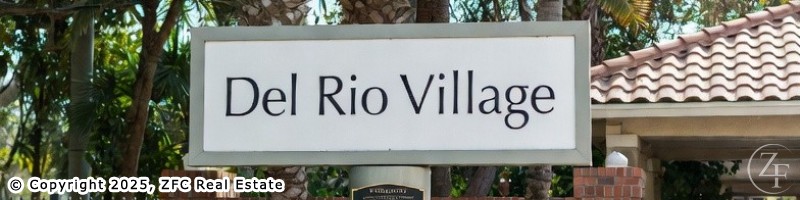 Del Rio Village
© Copyright 2025, ZFC Real Estate
ZF